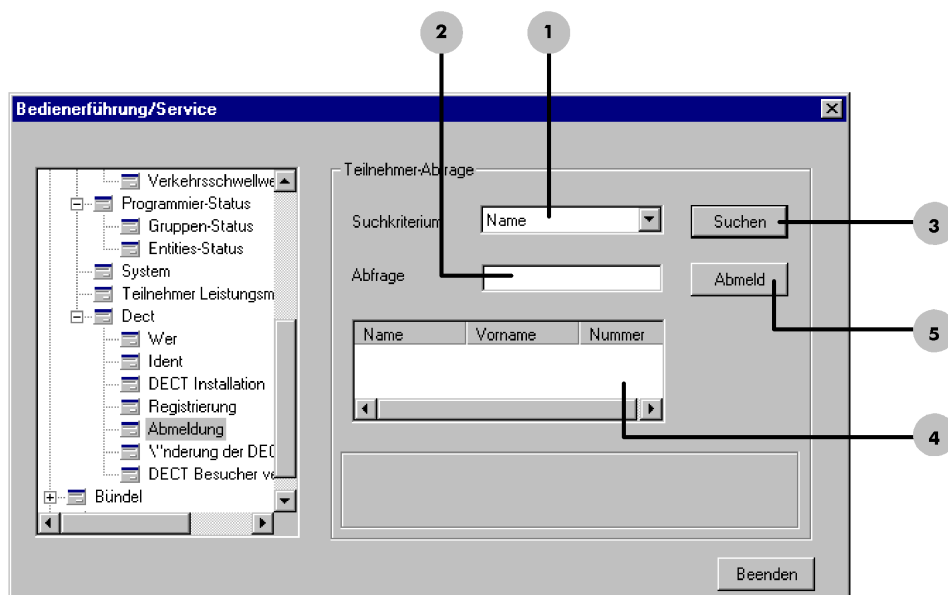 2
1
Bedienerführung/Service
Verkehrsschwellwe
Programmier-Status
Gruppen-Status
Entities-Status
System
Teilnehmer Leistungsm
Dect
Wer
Ident
DECT Installation
Registrierung
Abmeldung
\"nderung der DEC
DECT Besucher ve
Bündel
Teilnehmer-Abfrage
Suchkriterium
Name
Suchen
3
Abfrage
Abmeld
5
Name Vorname Nummer
4
Beenden